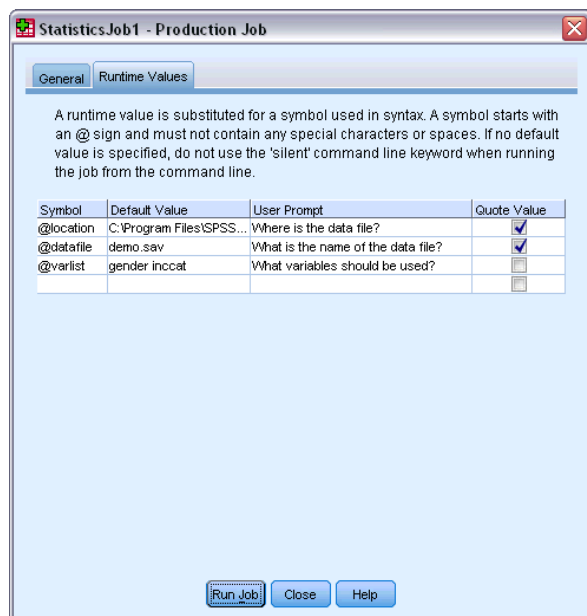 StatisticsJob1 - Production Job
General Runtime Values
A runtime value is substituted for a symbol used in syntax. A symbol starts with
an @ sign and must not contain any special characters or spaces. If no default
value is specified, do not use the 'silent' command line keyword when running
the job from the command line.
Symbol Default Value User Prompt Quote Value
@location C:\Program Files\SPSS... Where is the data file?
@datafile demo.sav What is the name of the data file?
@varlist gender inccat What variables should be used?
Run Job Close Help